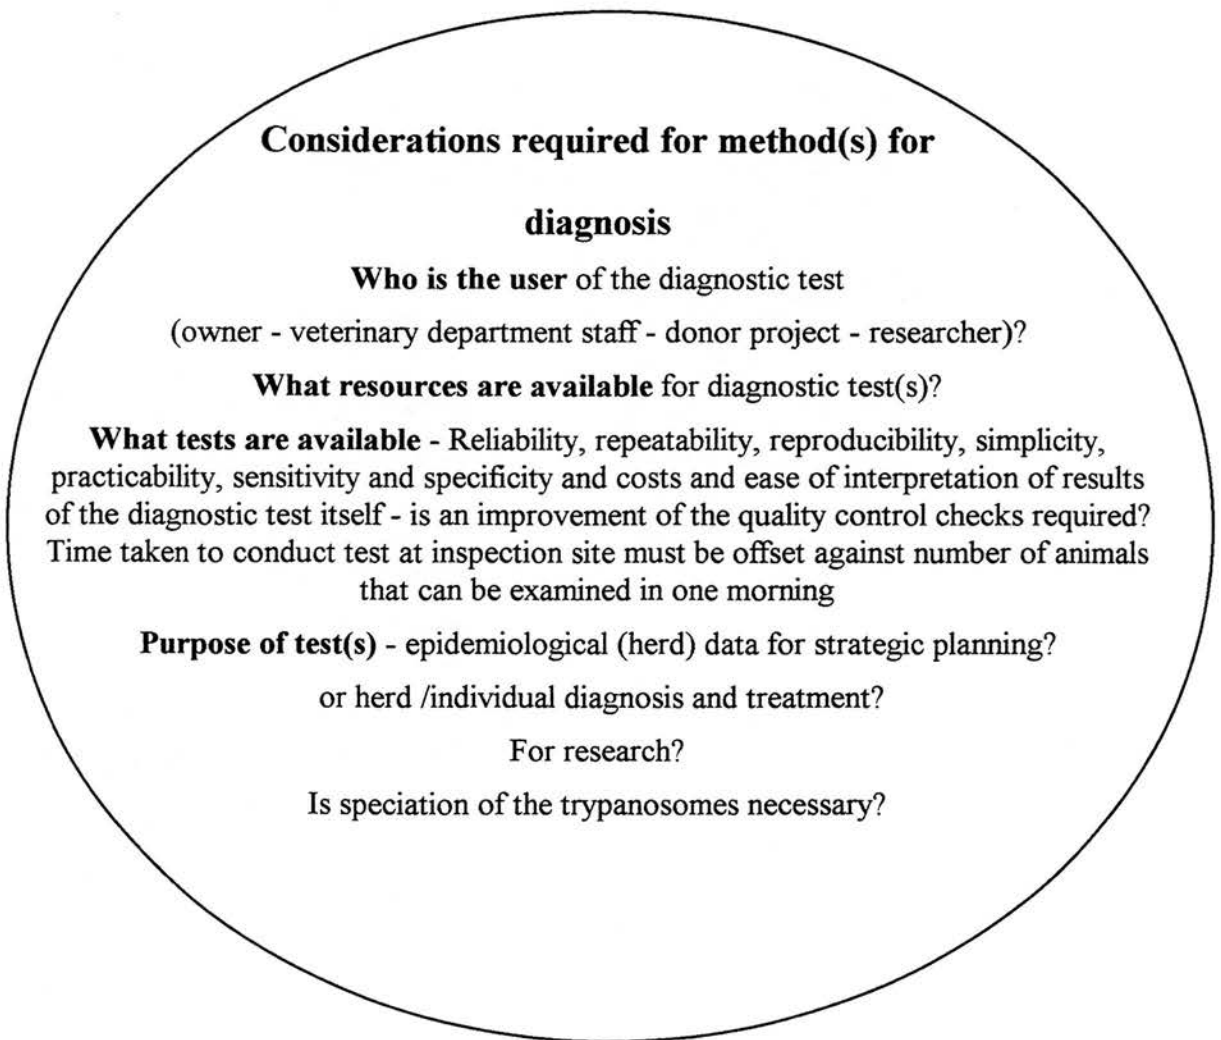 Considerations required for method(s) for
diagnosis
Who is the user of the diagnostic test
(owner - veterinary department staff - donor project - researcher)?
What resources are available for diagnostic test(s)?
What tests are available - Reliability, repeatability, reproducibility, simplicity,
practicability, sensitivity and specificity and costs and ease of interpretation of results
of the diagnostic test itself - is an improvement of the quality control checks required?
Time taken to conduct test at inspection site must be offset against number of animals
that can be examined in one morning
Purpose of test(s) - epidemiological (herd) data for strategic planning?
or herd /individual diagnosis and treatment?
For research?
Is speciation of the trypanosomes necessary?